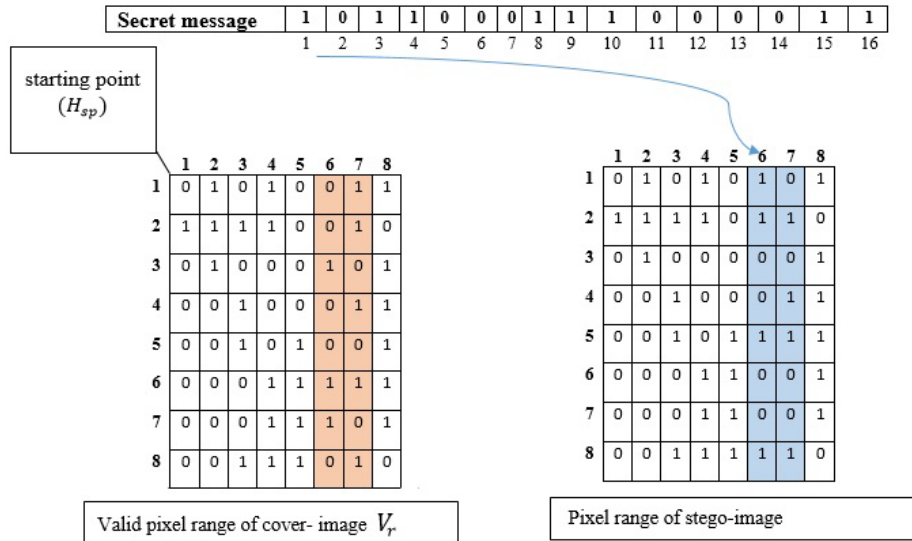 Secret message 1 0 1 1 0 0 0 1 1 1 0 0 0 0 1 1
1 2 3 4 5 6 7 8 9 10 11 12 13 14 15 16
starting point
(H_sp)
1 2 3 4 5 6 7 8
1 0 1 0 1 0 0 1 1
2 1 1 1 1 0 0 1 0
3 0 1 0 0 0 1 0 1
4 0 0 1 0 0 0 1 1
5 0 0 1 0 1 0 0 1
6 0 0 0 1 1 1 1 1
7 0 0 0 1 1 1 0 1
8 0 0 1 1 1 0 1 0
Valid pixel range of cover- image V_r
1 2 3 4 5 6 7 8
1 0 1 0 1 0 1 0 1
2 1 1 1 1 0 1 1 0
3 0 1 0 0 0 0 0 1
4 0 0 1 0 0 0 1 1
5 0 0 1 0 1 1 1 1
6 0 0 0 1 1 0 0 1
7 0 0 0 1 1 0 0 1
8 0 0 1 1 1 1 1 0
Pixel range of stego-image